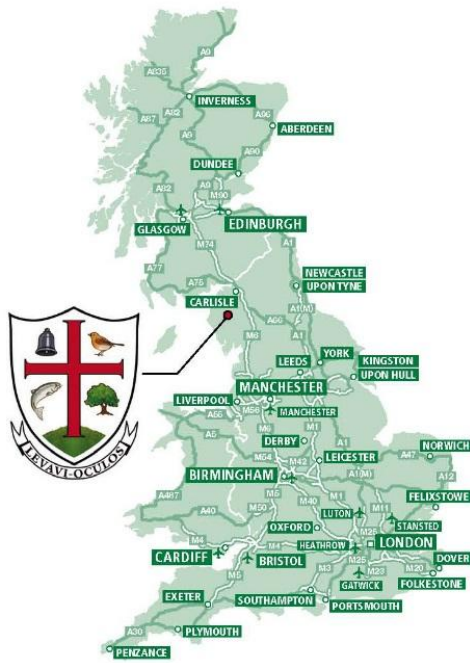 A9
A835
INVERNESS
A82
A96
A87
A9
ABERDEEN
A90
DUNDEE
A82
A9
M90
EDINBURGH
GLASGOW
M74
A1
A77
NEWCASTLE
UPON TYNE
A75
CARLISLE
A1(M)
A66
M6
YORK
LEEDS
KINGSTON
UPON HULL
MANCHESTER
LIVERPOOL
M56
MANCHESTER
A55
M6
M1
A5
DERBY
A1
NORWICH
A47
LEICESTER
M54
M42
A1(M)
BIRMINGHAM
A12
A487
M5
M1
FELIXSTOWE
M50
M40
LUTON
M11
A40
OXFORD
STANSTED
M25
M4
HEATHROW
LONDON
CARDIFF
M4
DOVER
BRISTOL
M3
M25
M20
GATWICK
M23
FOLKESTONE
M5
EXETER
SOUTHAMPTON
PORTSMOUTH
A30
PLYMOUTH
PENZANCE
LEVAVI-OCULOS